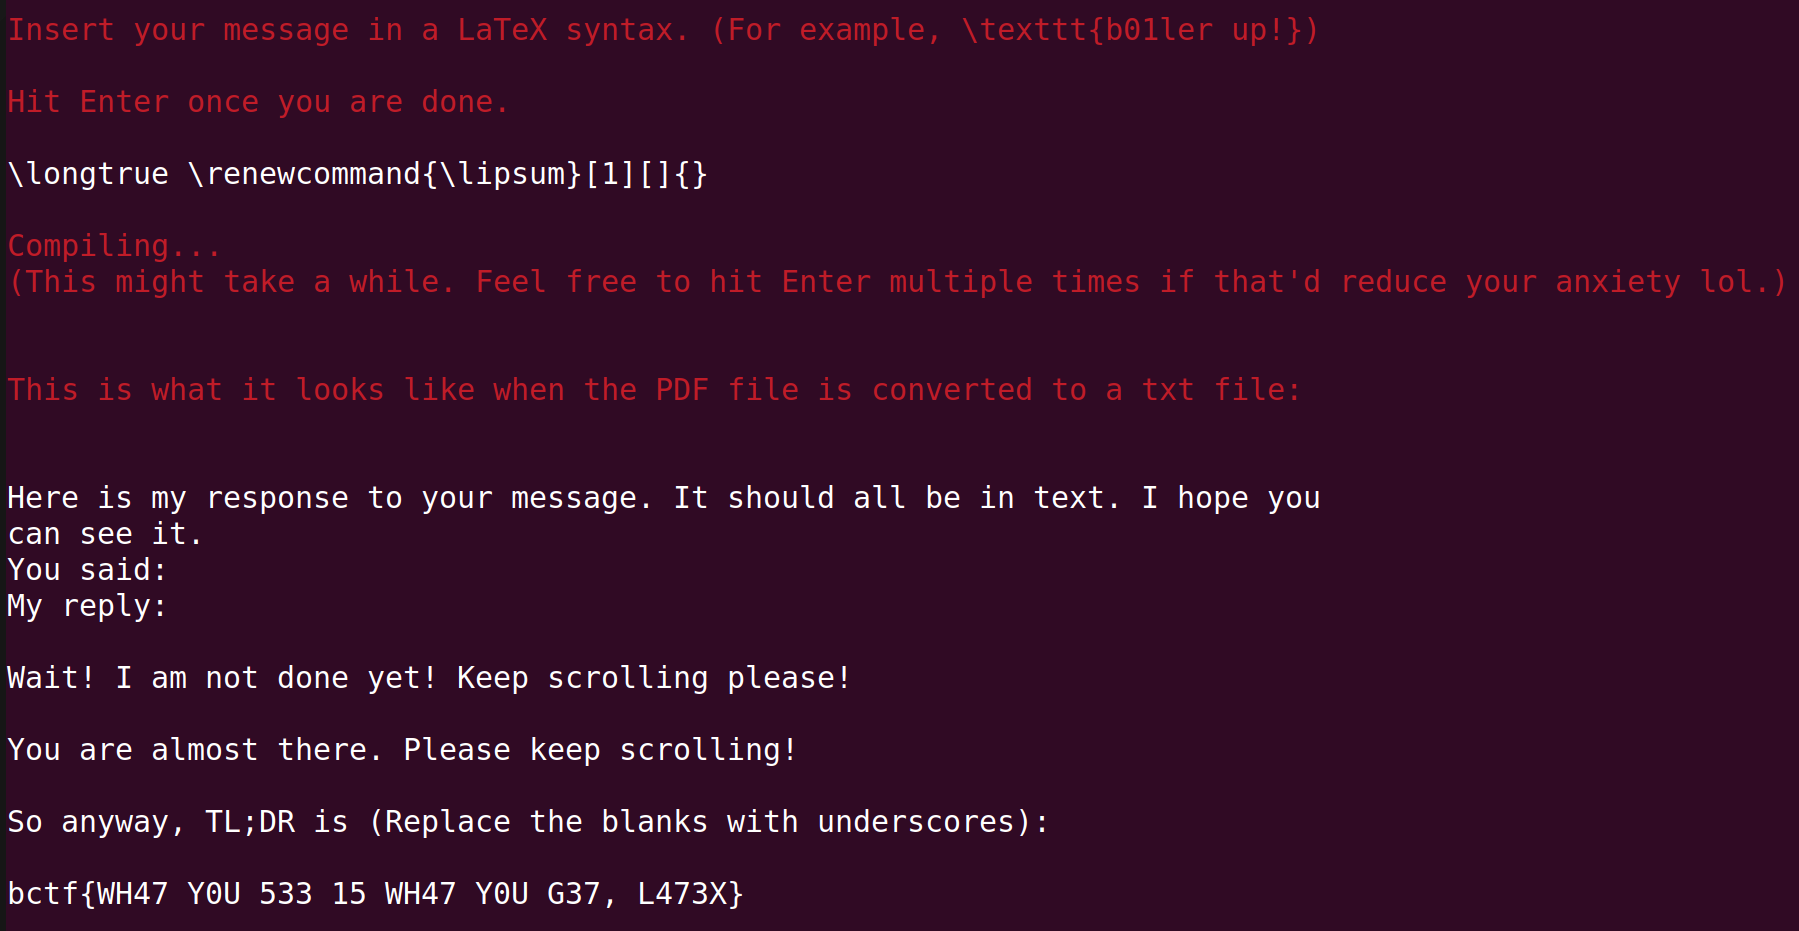 Insert your message in a LaTeX syntax. (For example, \texttt{b01ler up!})
Hit Enter once you are done.
\longtrue \renewcommand{\lipsum}[1][]{}
Compiling...
(This might take a while. Feel free to hit Enter multiple times if that'd reduce your anxiety lol.)
This is what it looks like when the PDF file is converted to a txt file:
Here is my response to your message. It should all be in text. I hope you
can see it.
You said:
My reply:
Wait! I am not done yet! Keep scrolling please!
You are almost there. Please keep scrolling!
So anyway, TL;DR is (Replace the blanks with underscores):
bctf{WH47 Y0U 533 15 WH47 Y0U G37, L473X}